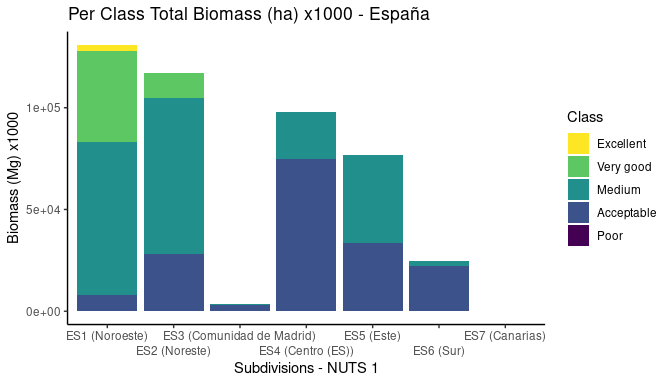 Per Class Total Biomass (ha) x1000 - España
Biomass (Mg) x1000
1e+05
5e+04
0e+00
ES1 (Noroeste)
ES2 (Noreste)
ES3 (Comunidad de Madrid)
ES4 (Centro (ES))
ES5 (Este)
ES6 (Sur)
ES7 (Canarias)
Subdivisions - NUTS 1
Class
Excellent
Very good
Medium
Acceptable
Poor